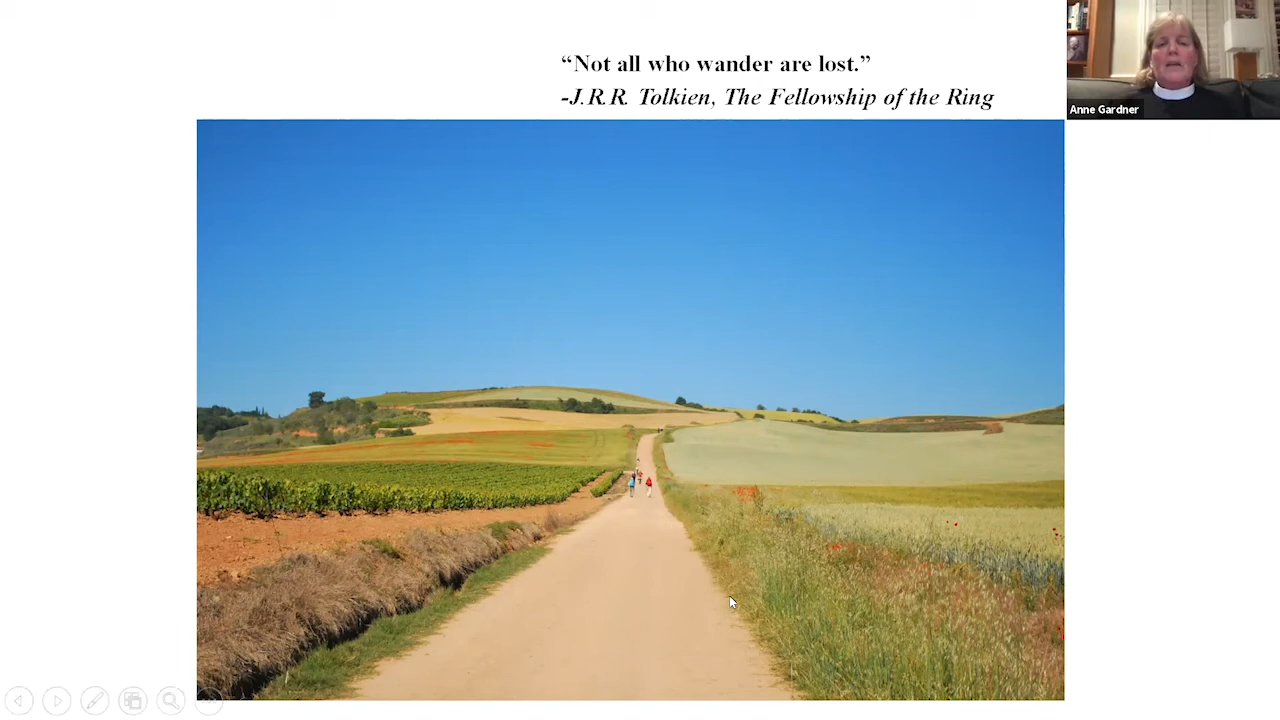 “Not all who wander are lost.”
-J.R.R. Tolkien, The Fellowship of the Ring
Anne Gardner